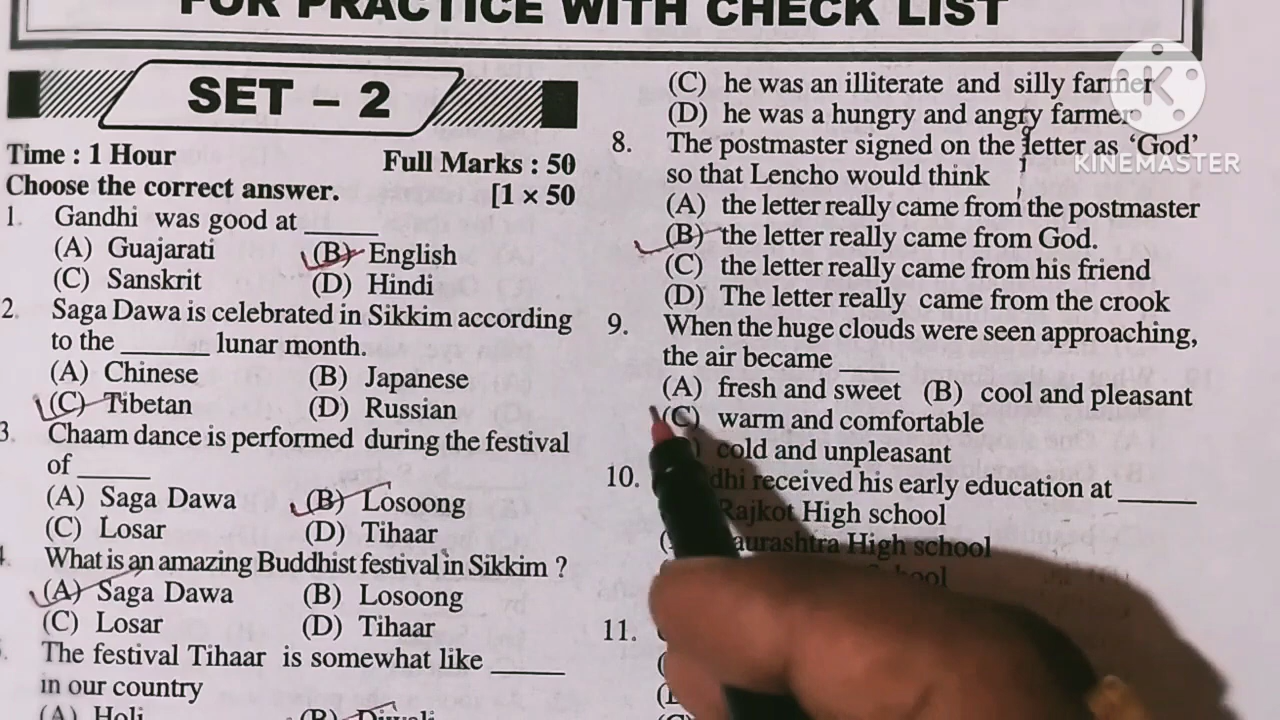 FOR PRACTICE WITH CHECK LIST
SET - 2
Time : 1 Hour Full Marks : 50
Choose the correct answer. [1 × 50
1. Gandhi was good at
(A) Guajarati (B) English
(C) Sanskrit (D) Hindi
2. Saga Dawa is celebrated in Sikkim according
to the ______ lunar month.
(A) Chinese (B) Japanese
(C) Tibetan (D) Russian
3. Chaam dance is performed during the festival
of _____
(A) Saga Dawa (B) Losoong
(C) Losar (D) Tihaar
What is an amazing Buddhist festival in Sikkim ?
(A) Saga Dawa (B) Losoong
(C) Losar (D) Tihaar
The festival Tihaar is somewhat like _____
in our country
(A) Holi (B) Diwali
(C) he was an illiterate and silly farmer
(D) he was a hungry and angry farmer
8. The postmaster signed on the letter as ‘God’
so that Lencho would think
(A) the letter really came from the postmaster
(B) the letter really came from God.
(C) the letter really came from his friend
(D) The letter really came from the crook
9. When the huge clouds were seen approaching,
the air became ____
(A) fresh and sweet (B) cool and pleasant
(C) warm and comfortable
cold and unpleasant
10. received his early education at _____
Rajkot High school
High school
11.
K
KINEMASTER